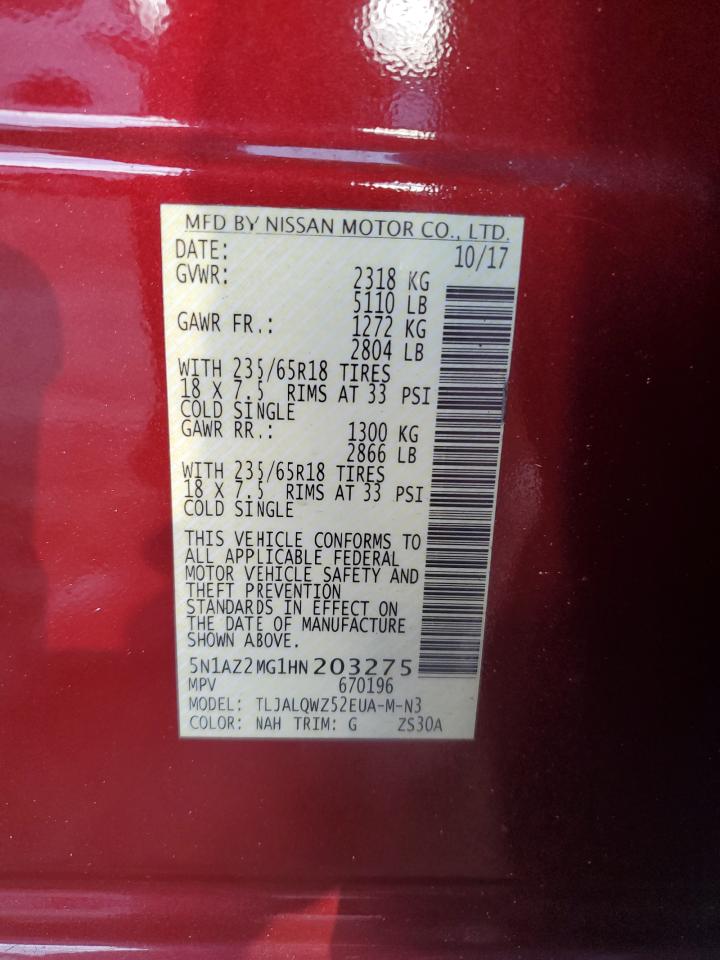 MFD BY NISSAN MOTOR CO., LTD.
DATE: 10/17
GVWR: 2318 KG
5110 LB
GAWR FR.: 1272 KG
2804 LB
WITH 235/65R18 TIRES
18 X 7.5 RIMS AT 33 PSI
COLD SINGLE
GAWR RR.: 1300 KG
2866 LB
WITH 235/65R18 TIRES
18 X 7.5 RIMS AT 33 PSI
COLD SINGLE
THIS VEHICLE CONFORMS TO
ALL APPLICABLE FEDERAL
MOTOR VEHICLE SAFETY AND
THEFT PREVENTION
STANDARDS IN EFFECT ON
THE DATE OF MANUFACTURE
SHOWN ABOVE.
5N1AZ2MG1HN203275
MPV 670196
MODEL: TLJALQWZ52EUA-M-N3
COLOR: NAH TRIM: G ZS30A